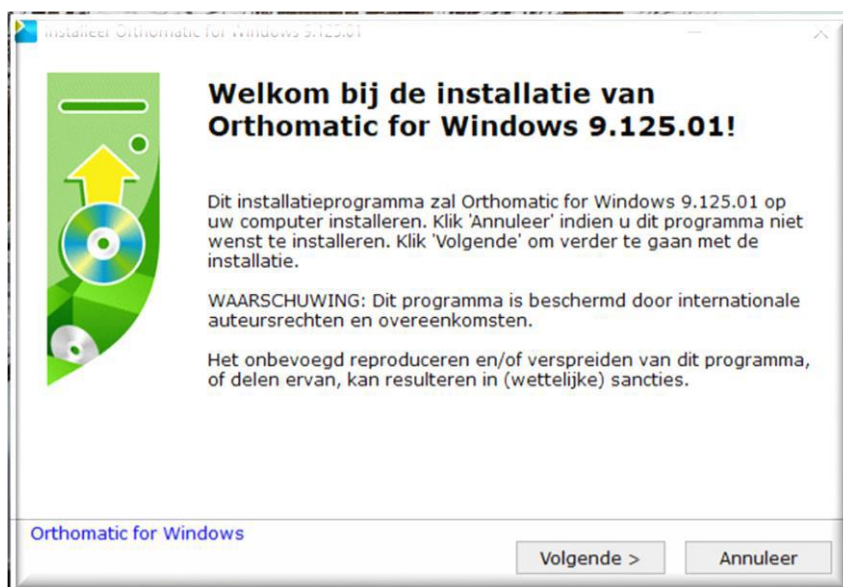 Installeer Orthomatic for Windows 9.125.01
Welkom bij de installatie van
Orthomatic for Windows 9.125.01!
Dit installatieprogramma zal Orthomatic for Windows 9.125.01 op
uw computer installeren. Klik 'Annuleer' indien u dit programma niet
wenst te installeren. Klik 'Volgende' om verder te gaan met de
installatie.
WAARSCHUWING: Dit programma is beschermd door internationale
auteursrechten en overeenkomsten.
Het onbevoegd reproduceren en/of verspreiden van dit programma,
of delen ervan, kan resulteren in (wettelijke) sancties.
Orthomatic for Windows
Volgende >
Annuleer